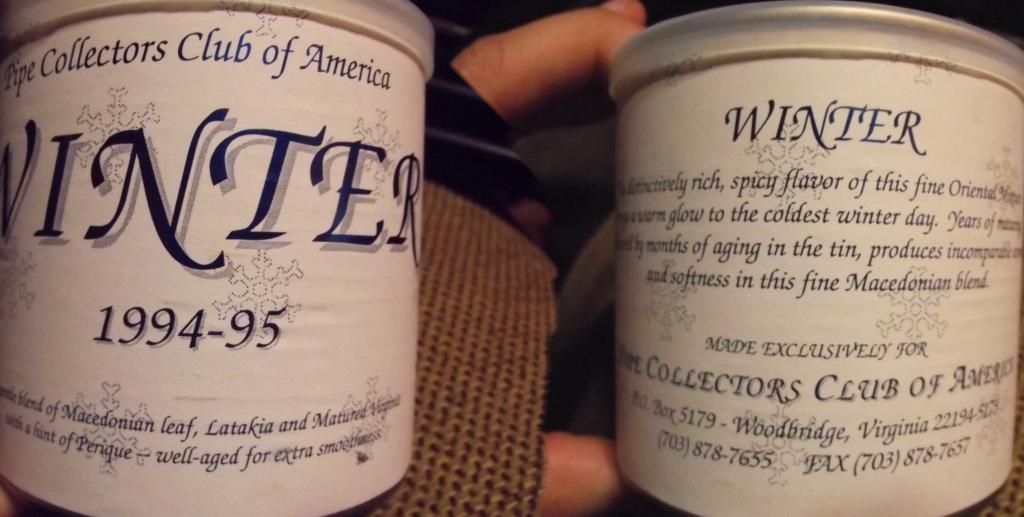 Pipe Collectors Club of America
WINTER
1994-95
blend of Macedonian leaf, Latakia and Matured Virginia
with a hint of Perique – well-aged for extra smoothness.
WINTER
distinctively rich, spicy flavor of this fine Oriental
a warm glow to the coldest winter day. Years of
by months of aging in the tin, produces incomparable
and softness in this fine Macedonian blend.
MADE EXCLUSIVELY FOR
PIPE COLLECTORS CLUB OF AMERICA
P.O. Box 5179 - Woodbridge, Virginia 22194-5179
(703) 878-7655 FAX (703) 878-7657